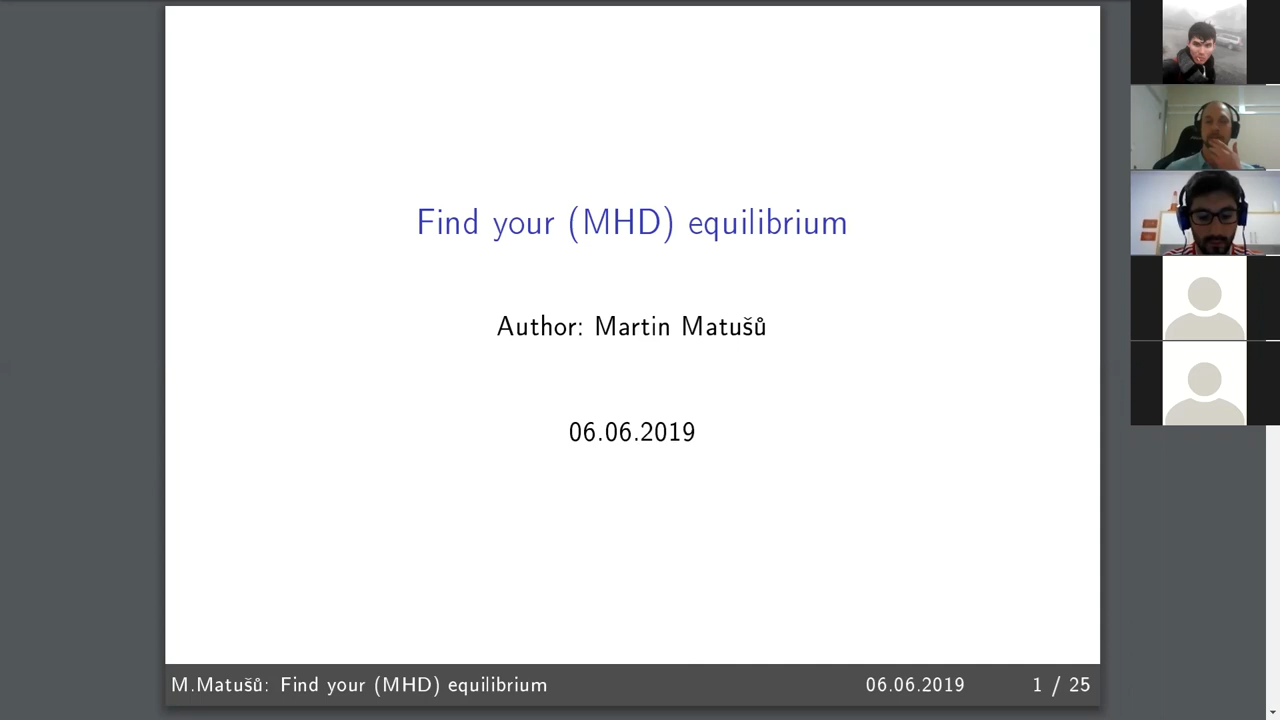 Find your (MHD) equilibrium
Author: Martin Matušů
06.06.2019
M.Matušů: Find your (MHD) equilibrium 06.06.2019 1 / 25